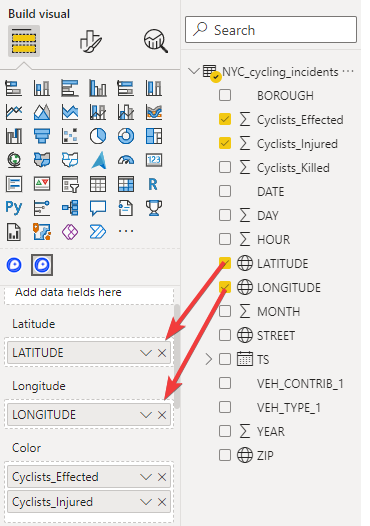 Build visual
Search
NYC_cycling_incidents ...
BOROUGH
Cyclists_Effected
Cyclists_Injured
Cyclists_Killed
DATE
DAY
HOUR
LATITUDE
LONGITUDE
MONTH
STREET
TS
VEH_CONTRIB_1
VEH_TYPE_1
YEAR
ZIP
123
R
Py
...
Add data fields here
Latitude
LATITUDE
Longitude
LONGITUDE
Color
Cyclists_Effected
Cyclists_Injured